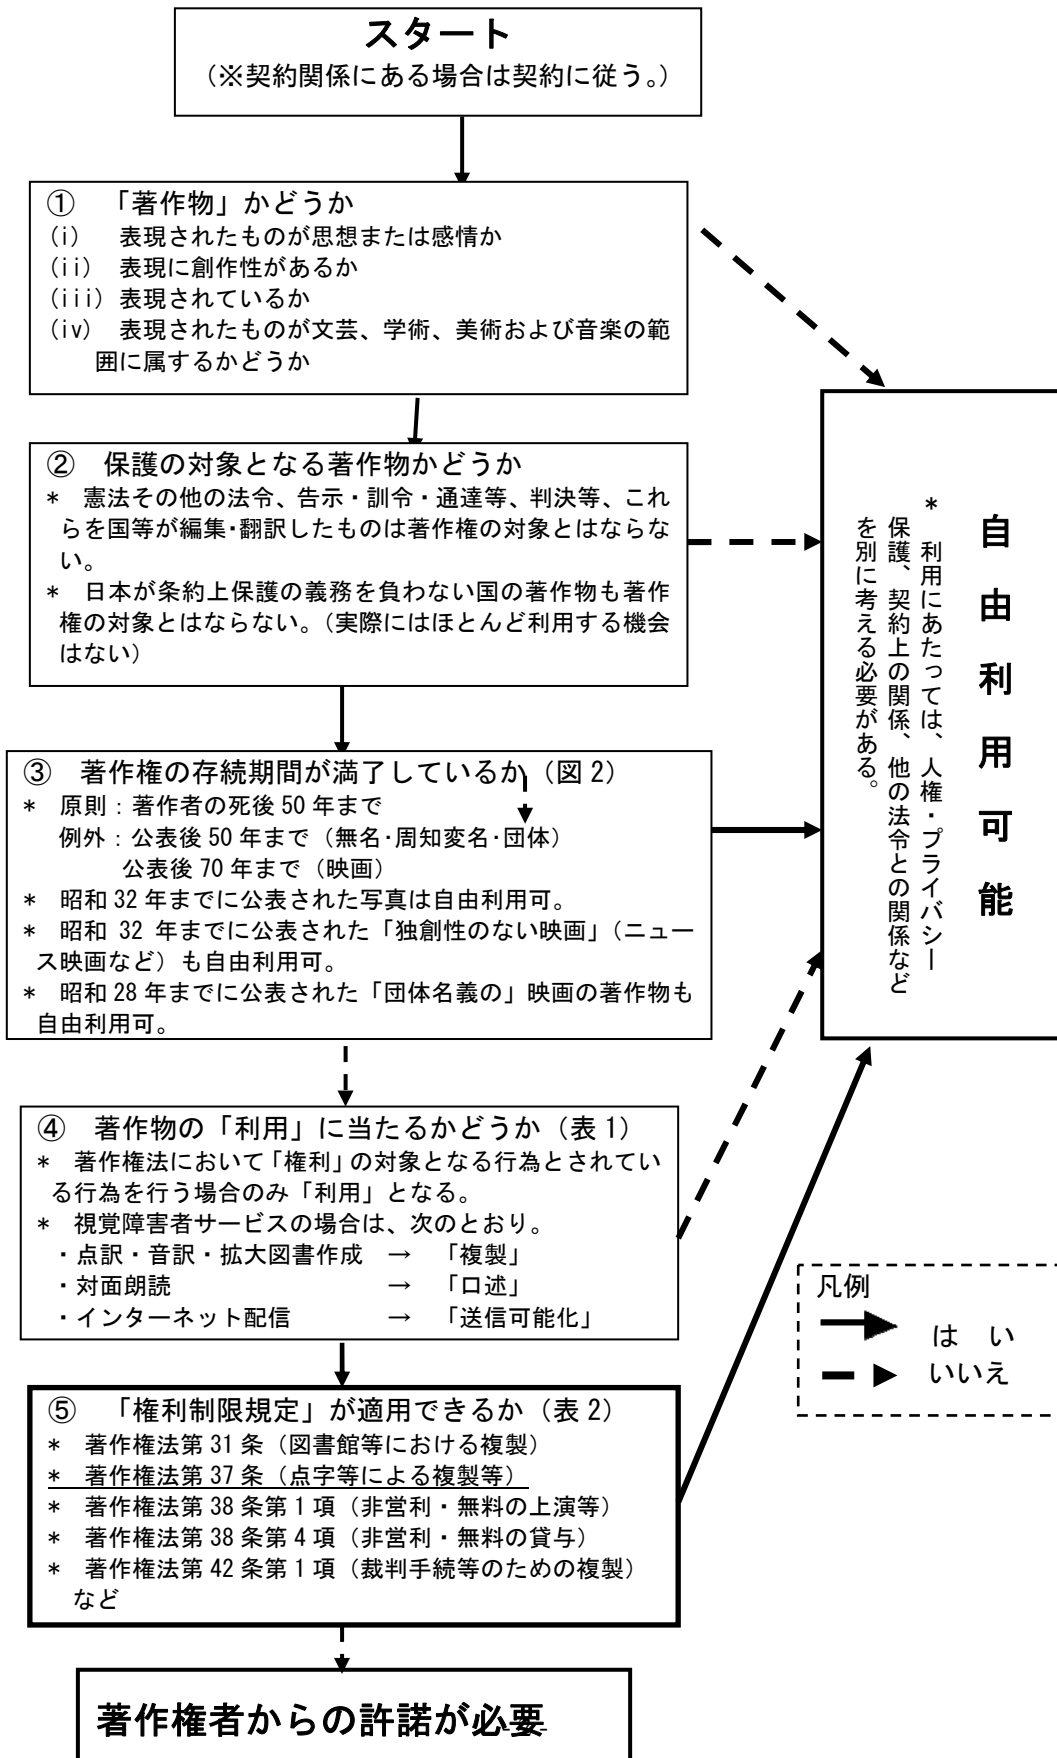 スタート
(※契約関係にある場合は契約に従う。)
① 「著作物」かどうか
(i) 表現されたものが思想または感情か
(ii) 表現に創作性があるか
(iii) 表現されているか
(iv) 表現されたものが文芸、学術、美術および音楽の範
囲に属するかどうか
② 保護の対象となる著作物かどうか
* 憲法その他の法令、告示・訓令・通達等、判決等、これ
らを国等が編集・翻訳したものは著作権の対象とはならな
い。
* 日本が条約上保護の義務を負わない国の著作物も著作
権の対象とはならない。(実際にはほとんど利用する機会
はない)
③ 著作権の存続期間が満了しているか(図2)
* 原則:著作者の死後50年まで
例外:公表後50年まで(無名・周知変名・団体)
公表後70年まで(映画)
* 昭和32年までに公表された写真は自由利用可。
* 昭和 32 年までに公表された「独創性のない映画」(ニュー
ス映画など)も自由利用可。
* 昭和28年までに公表された「団体名義の」映画の著作物も
自由利用可。
④ 著作物の「利用」に当たるかどうか(表1)
* 著作権法において「権利」の対象となる行為とされてい
る行為を行う場合のみ「利用」となる。
* 視覚障害者サービスの場合は、次のとおり。
・点訳・音訳・拡大図書作成 → 「複製」
・対面朗読 → 「口述」
・インターネット配信 → 「送信可能化」
⑤ 「権利制限規定」が適用できるか(表2)
* 著作権法第31条(図書館等における複製)
* 著作権法第37条(点字等による複製等)
* 著作権法第38条第1項(非営利・無料の上演等)
* 著作権法第38条第4項(非営利・無料の貸与)
* 著作権法第42条第1項(裁判手続等のための複製)
など
著作権者からの許諾が必要
自由利用可能
* 利用にあたっては、人権・プライバシー
保護、契約上の関係、他の法令との関係など
を別に考える必要がある。
凡例
は い
いいえ